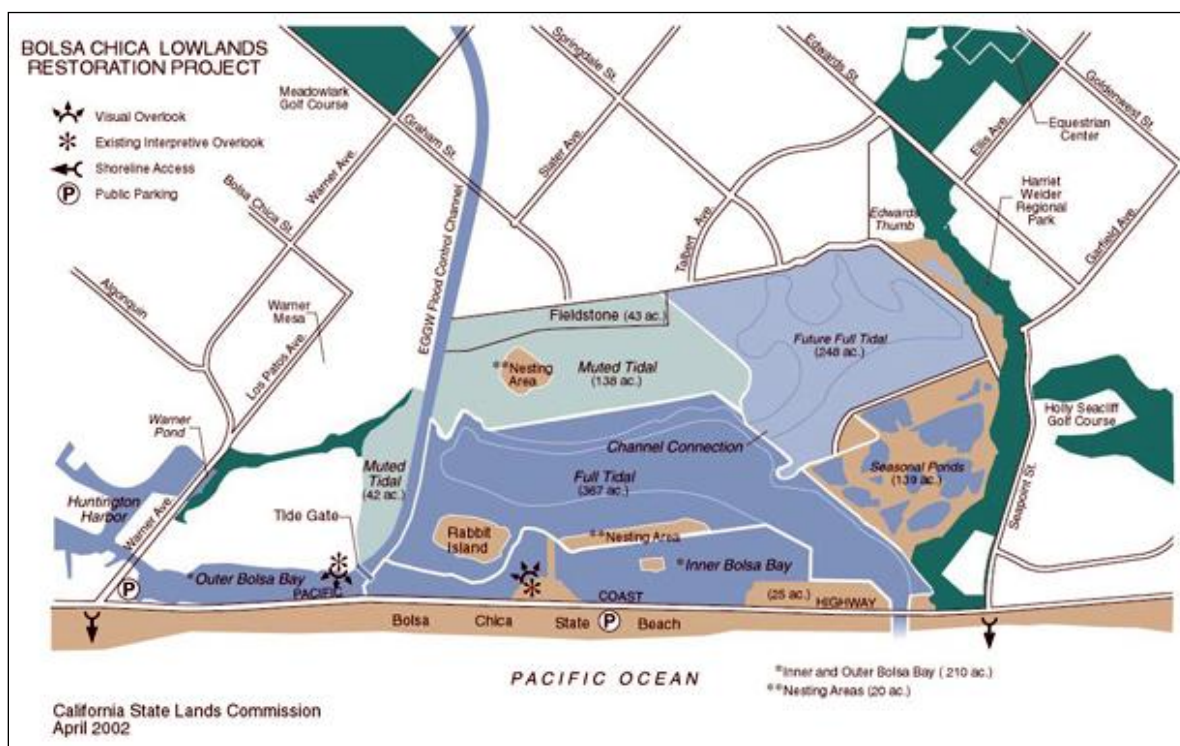 BOLSA CHICA LOWLANDS
RESTORATION PROJECT
Visual Overlook
Existing Interpretive Overlook
Shoreline Access
P Public Parking
Meadowlark
Golf Course
Springdale St.
Edwards St.
Goldenwest St.
Equestrian
Center
Ellis Ave.
Graham St.
Slater Ave.
Warner Ave.
Bolsa Chica St.
EGGW Flood Control Channel
Talbert Ave.
Edwards
Thumb
Harriet
Weider
Regional
Park
Garfield Ave.
Algonquin
Warner
Mesa
Los Patos Ave.
Fieldstone (43 ac.)
Future Full Tidal
(248 ac.)
**Nesting
Area
Muted Tidal
(138 ac.)
Holly Seacliff
Golf Course
Warner
Pond
Channel Connection
Seasonal Ponds
(139 ac.)
Muted
Tidal
(42 ac.)
Full Tidal
(367 ac.)
Huntington
Harbor
Warner Ave.
Tide Gate
Rabbit
Island
**Nesting Area
Seapoint St.
*Outer Bolsa Bay
*Inner Bolsa Bay
P
PACIFIC COAST (25 ac.) HIGHWAY
Bolsa Chica State P Beach
PACIFIC OCEAN
*Inner and Outer Bolsa Bay ( 210 ac.)
**Nesting Areas (20 ac.)
California State Lands Commission
April 2002